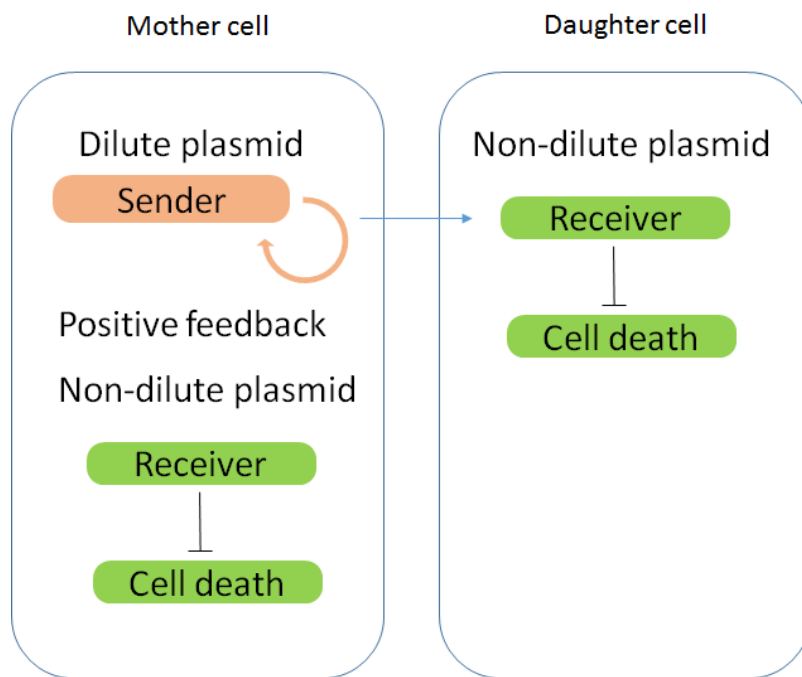 Mother cell
Dilute plasmid
Sender
Positive feedback
Non-dilute plasmid
Receiver
Cell death
Daughter cell
Non-dilute plasmid
Receiver
Cell death